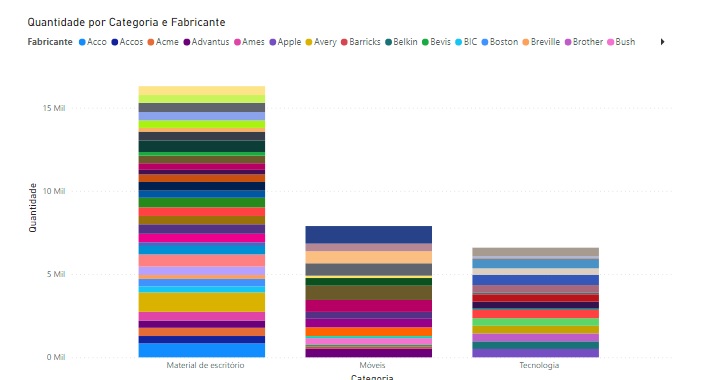 Quantidade por Categoria e Fabricante
Fabricante Acco Accos Acme Advantus Ames Apple Avery Barricks Belkin Bevis BIC Boston Breville Brother Bush
15 Mil
10 Mil
5 Mil
0 Mil
Quantidade
Material de escritório Móveis Tecnologia
Categoria